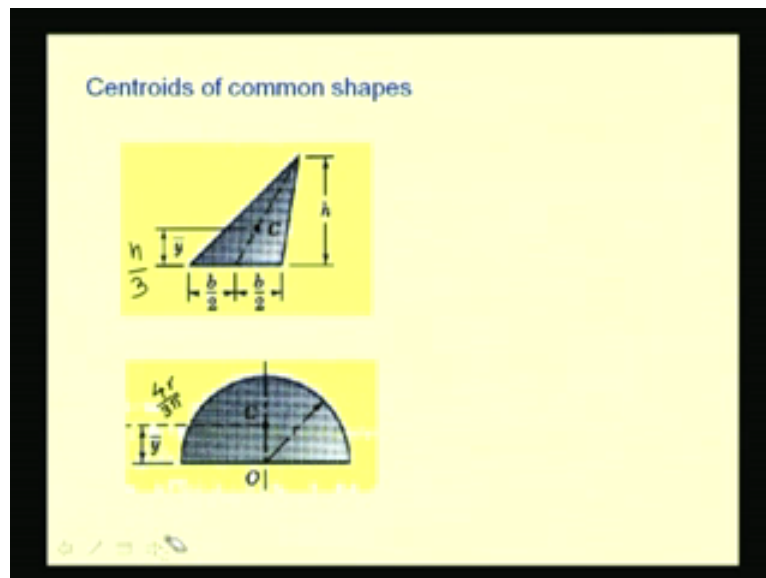 Centroids of common shapes
h
C
ȳ
h
3
b b
2 2
4r
3π
C
r
ȳ
O